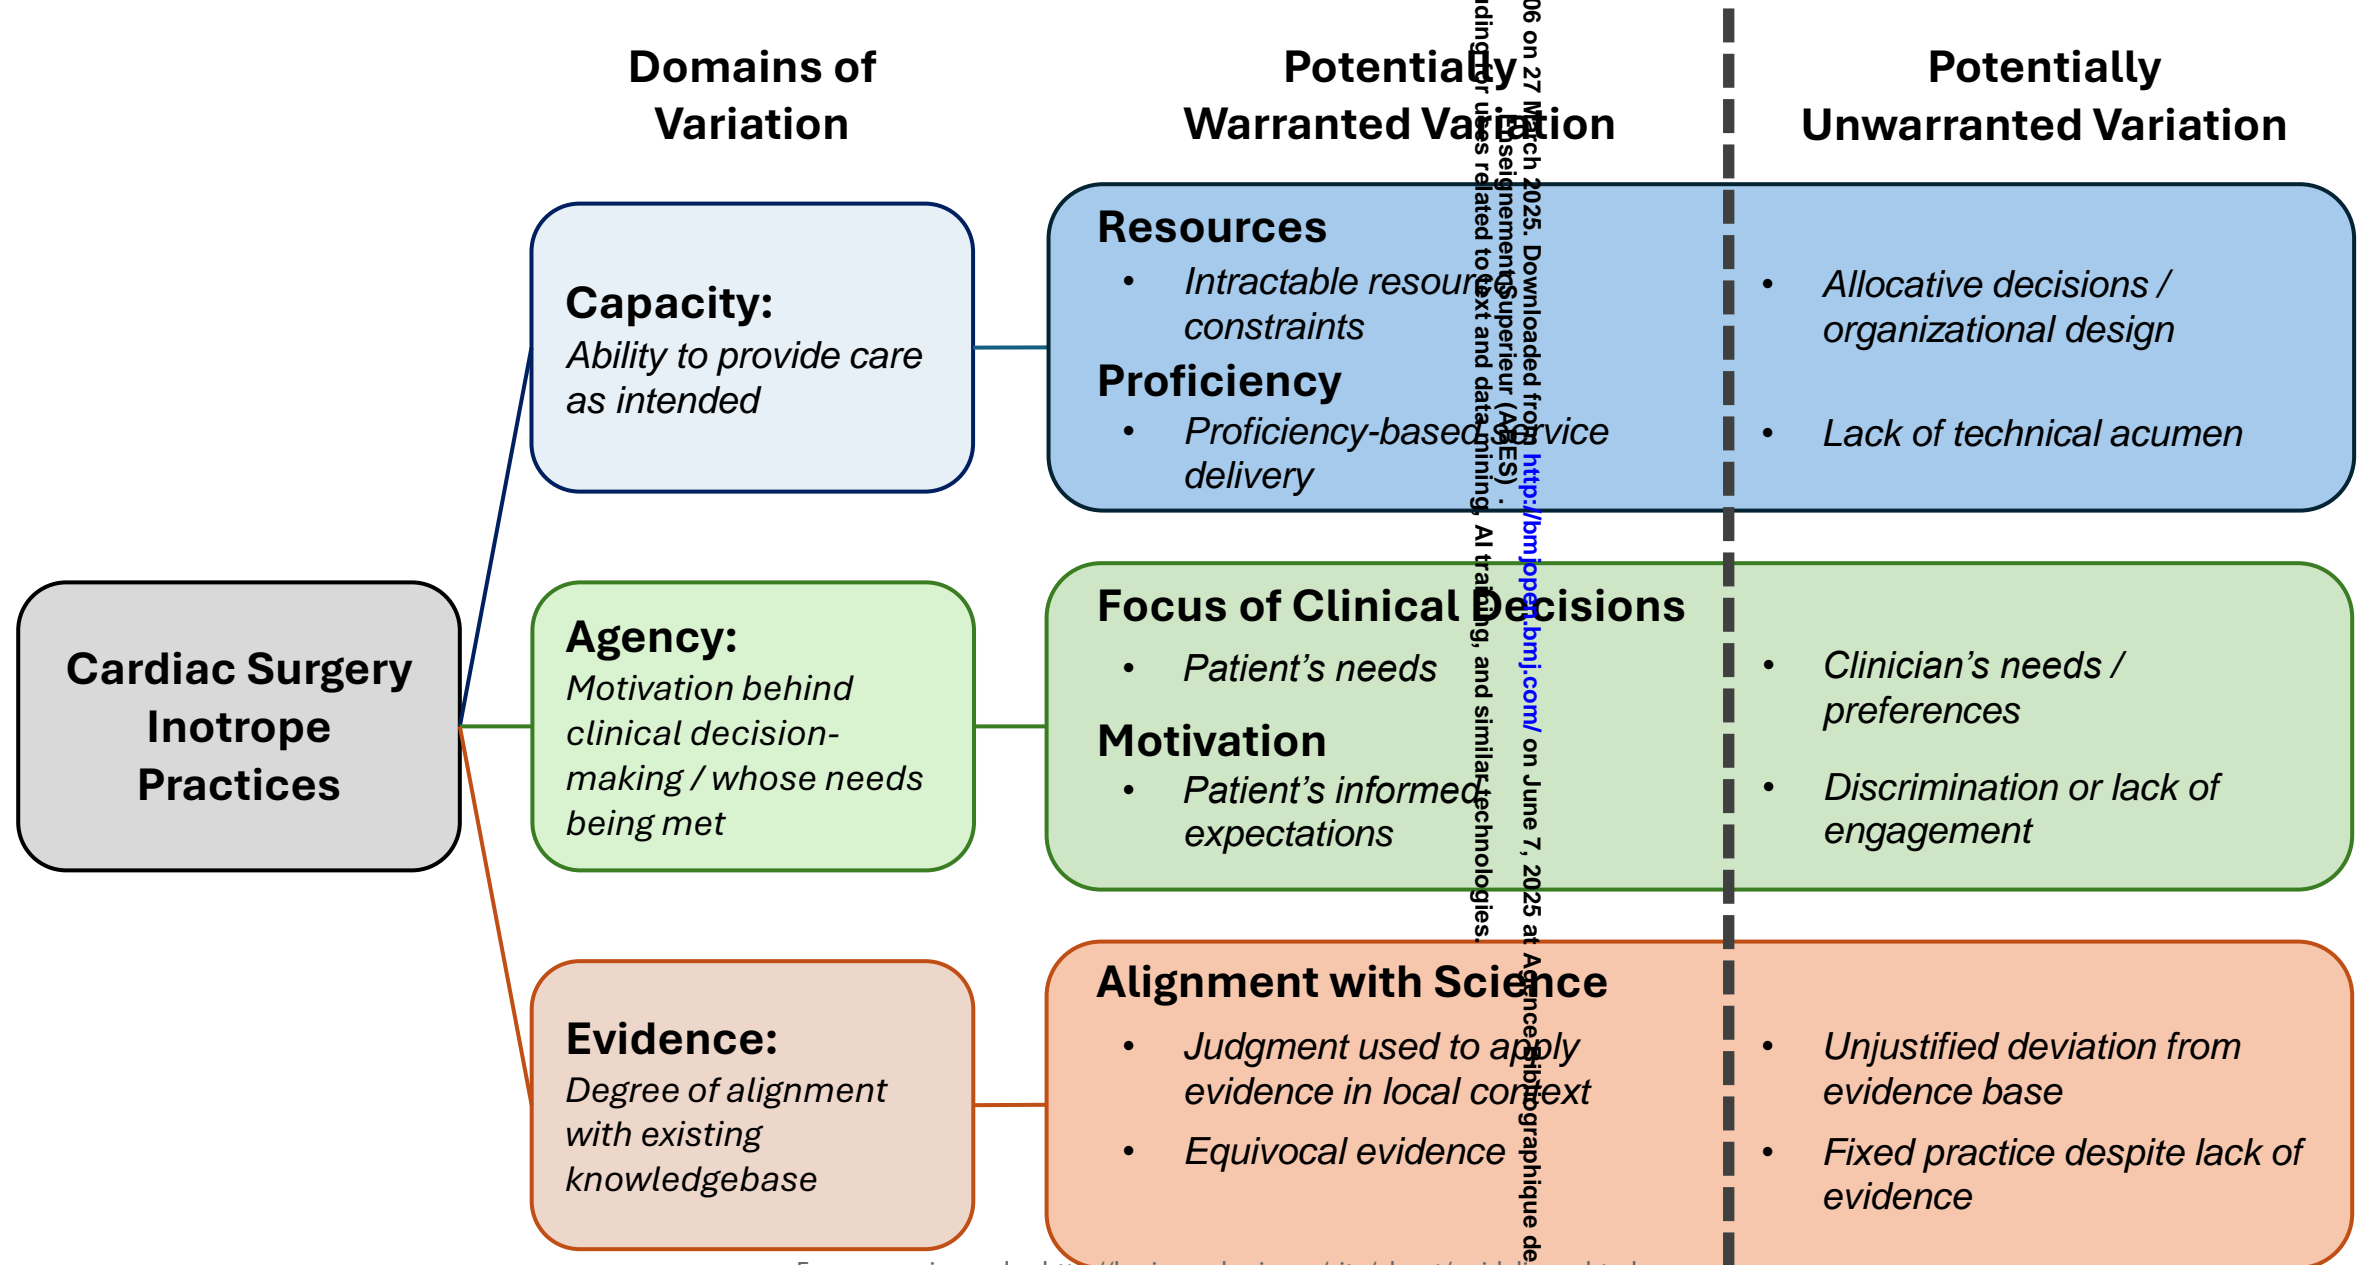 Domains of
Variation
Potentially
Warranted Variation
Potentially
Unwarranted Variation
Cardiac Surgery
Inotrope
Practices
Capacity:
Ability to provide care
as intended
Resources
• Intractable resource
constraints
Proficiency
• Proficiency-based service
delivery
• Allocative decisions /
organizational design
• Lack of technical acumen
Agency:
Motivation behind
clinical decision-
making / whose needs
being met
Focus of Clinical Decisions
• Patient’s needs
Motivation
• Patient’s informed
expectations
• Clinician’s needs /
preferences
• Discrimination or lack of
engagement
Evidence:
Degree of alignment
with existing
knowledgebase
Alignment with Science
• Judgment used to apply
evidence in local context
• Equivocal evidence
• Unjustified deviation from
evidence base
• Fixed practice despite lack of
evidence
06 on 27 March 2025. Downloaded from http://bmjopen.bmj.com/ on June 7, 2025 at Agence Bibliographique de
Enseignement Superieur (ABES) .
uding for uses related to text and data mining, AI training, and similar technologies.